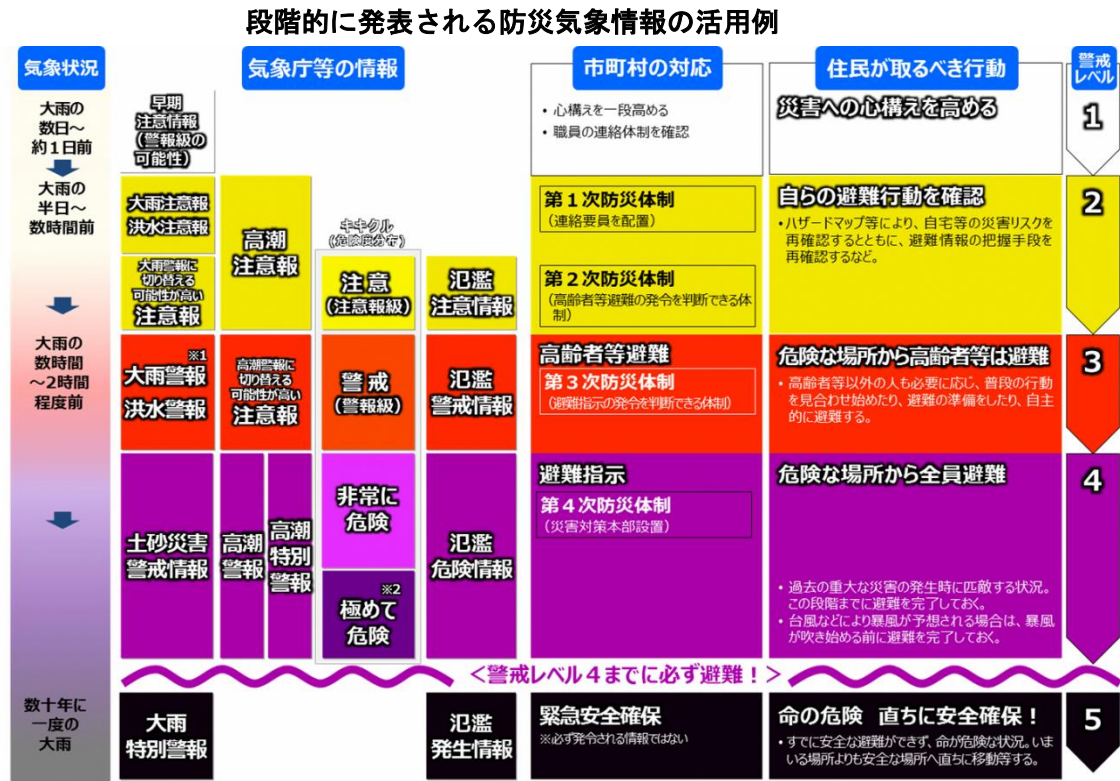 段階的に発表される防災気象情報の活用例
気象状況
気象庁等の情報
市町村の対応
住民が取るべき行動
警戒
レベル
大雨の
数日~
約1日前
早期
注意情報
(警報級の
可能性)
・心構えを一段高める
・職員の連絡体制を確認
災害への心構えを高める
1
大雨の
半日~
数時間前
大雨注意報
洪水注意報
高潮
注意報
キキクル
(危険度分布)
第1次防災体制
(連絡要員を配置)
自らの避難行動を確認
・ハザードマップ等により、自宅等の災害リスクを
再確認するとともに、避難情報の把握手段を
再確認するなど。
2
大雨警報に
切り替える
可能性が高い
注意報
注意
(注意報級)
氾濫
注意情報
第2次防災体制
(高齢者等避難の発令を判断できる体
制)
大雨の
数時間
~2時間
程度前
※1
大雨警報
洪水警報
高潮警報に
切り替える
可能性が高い
注意報
警戒
(警報級)
氾濫
警戒情報
高齢者等避難
第3次防災体制
(避難指示の発令を判断できる体制)
危険な場所から高齢者等は避難
・高齢者等以外の人も必要に応じ、普段の行動
を見合わせ始めたり、避難の準備をしたり、自主
的に避難する。
3
土砂災害
警戒情報
高潮
警報
高潮
特別
警報
非常に
危険
※2
極めて
危険
氾濫
危険情報
避難指示
第4次防災体制
(災害対策本部設置)
危険な場所から全員避難
・過去の重大な災害の発生時に匹敵する状況。
この段階までに避難を完了しておく。
・台風などにより暴風が予想される場合は、暴風
が吹き始める前に避難を完了しておく。
4
<警戒レベル4までに必ず避難!>
数十年に
一度の
大雨
大雨
特別警報
氾濫
発生情報
緊急安全確保
※必ず発令される情報ではない
命の危険 直ちに安全確保!
・すでに安全な避難ができず、命が危険な状況。いま
いる場所よりも安全な場所へ直ちに移動等する。
5